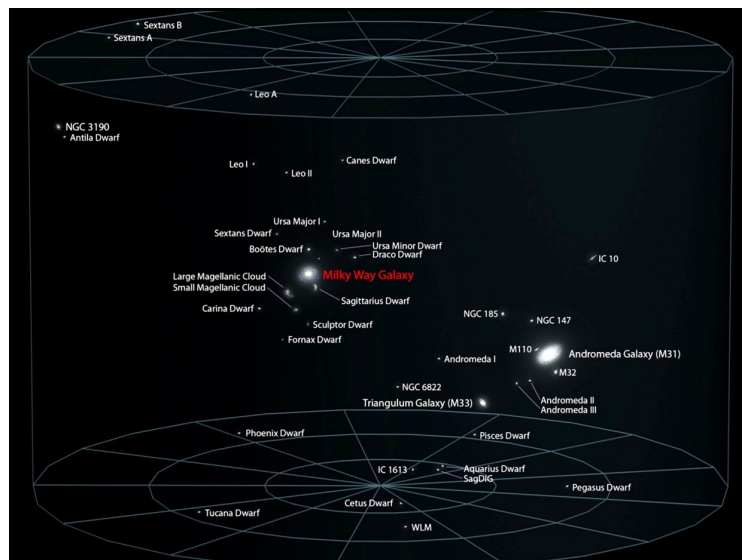 Sextans B
Sextans A
Leo A
NGC 3190
Antila Dwarf
Leo I
Leo II
Canes Dwarf
Ursa Major I
Sextans Dwarf
Ursa Major II
Boötes Dwarf
Ursa Minor Dwarf
Draco Dwarf
IC 10
Milky Way Galaxy
Large Magellanic Cloud
Small Magellanic Cloud
Sagittarius Dwarf
Carina Dwarf
NGC 185
NGC 147
Sculptor Dwarf
Fornax Dwarf
M110
Andromeda Galaxy (M31)
Andromeda I
M32
NGC 6822
Andromeda II
Andromeda III
Triangulum Galaxy (M33)
Phoenix Dwarf
Pisces Dwarf
IC 1613
Aquarius Dwarf
SagDIG
Pegasus Dwarf
Cetus Dwarf
Tucana Dwarf
WLM